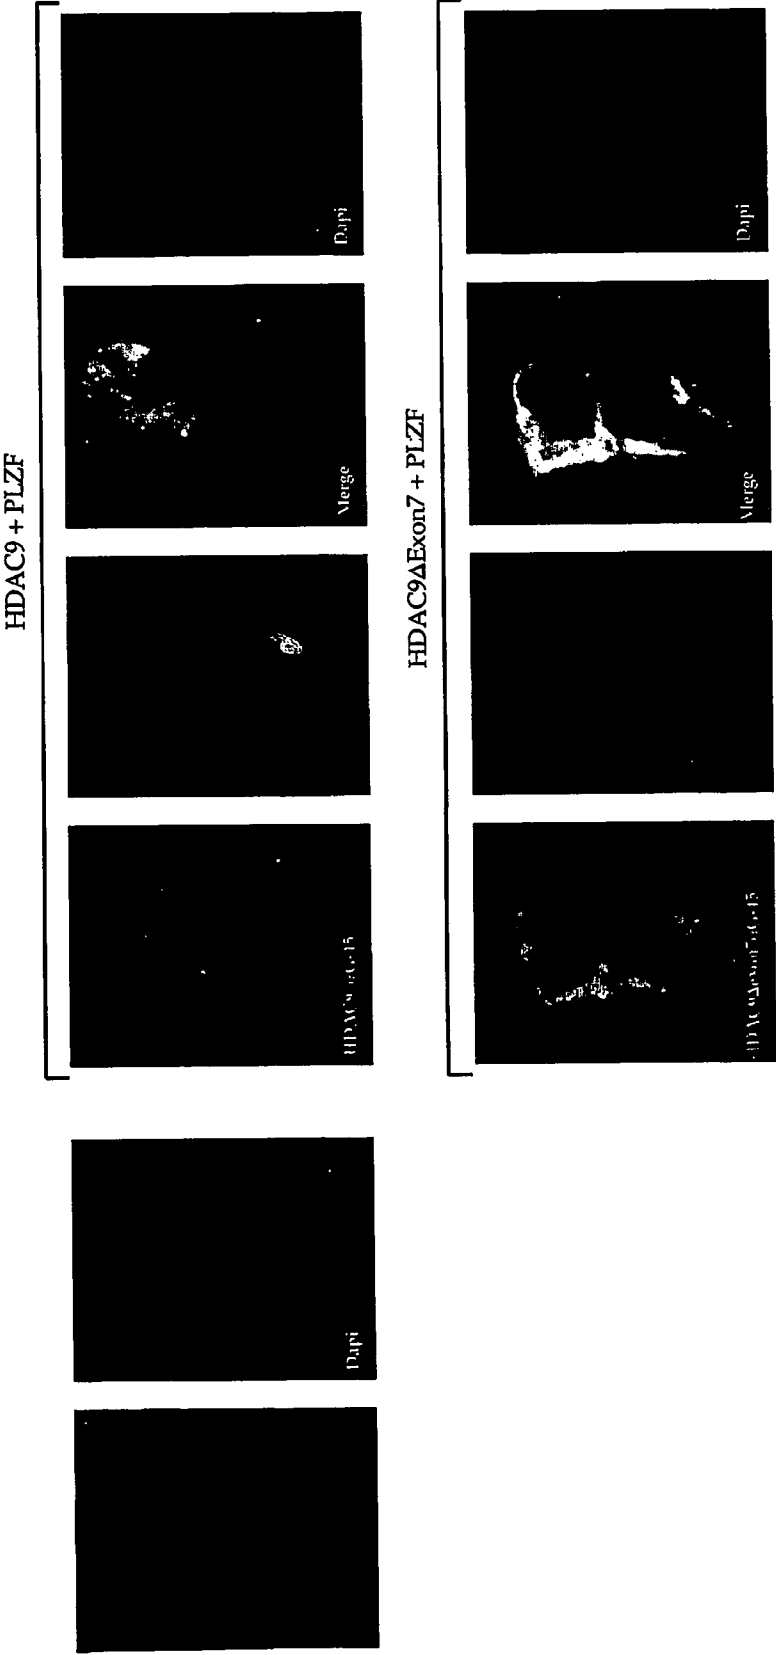 HDAC9 + PLZF
Dapi
Merge
Dapi
HDAC9ΔExon7 + PLZF
Merge
Dapi